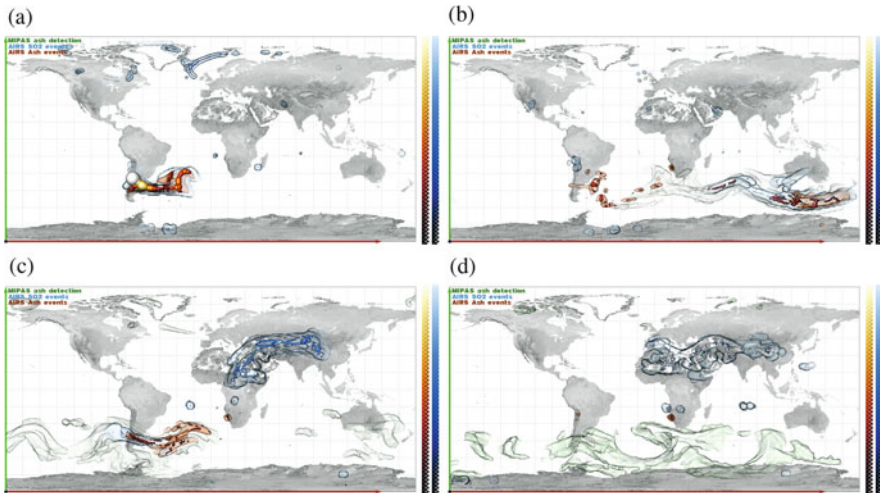 (a)
MIPAS ash detection
AIRS SO2 events
AIRS Ash events
(b)
MIPAS ash detection
AIRS SO2 events
AIRS Ash events
(c)
MIPAS ash detection
AIRS SO2 events
AIRS Ash events
(d)
MIPAS ash detection
AIRS SO2 events
AIRS Ash events